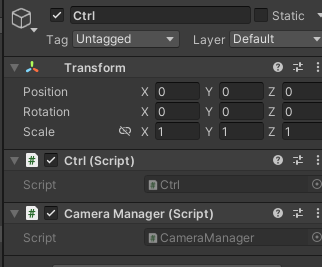 Ctrl Static
Tag Untagged Layer Default
Transform
Position X 0 Y 0 Z 0
Rotation X 0 Y 0 Z 0
Scale X 1 Y 1 Z 1
# Ctrl (Script)
Script # Ctrl
# Camera Manager (Script)
Script # CameraManager